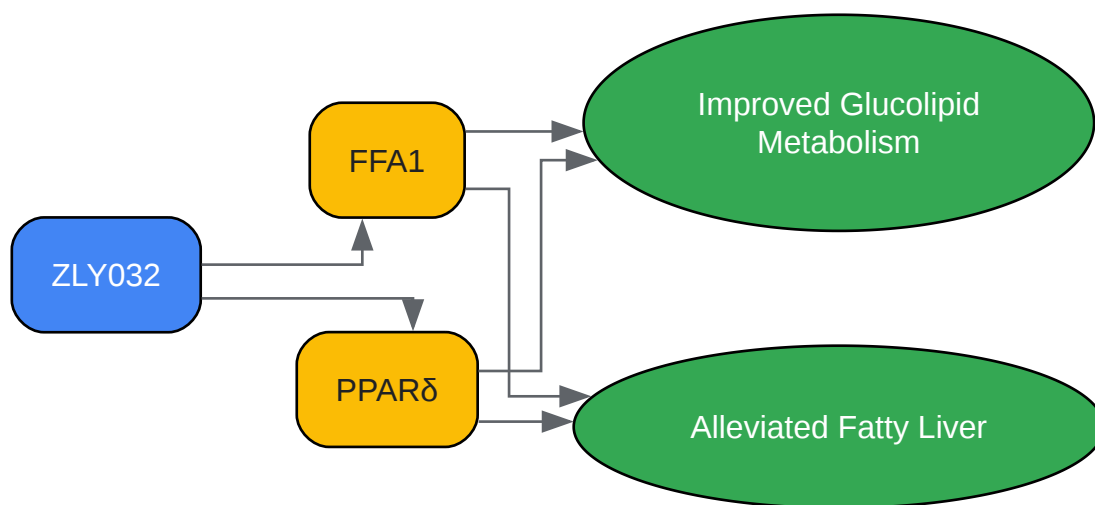 Improved Glucolipid
Metabolism
FFA1
ZLY032
PPARδ
Alleviated Fatty Liver